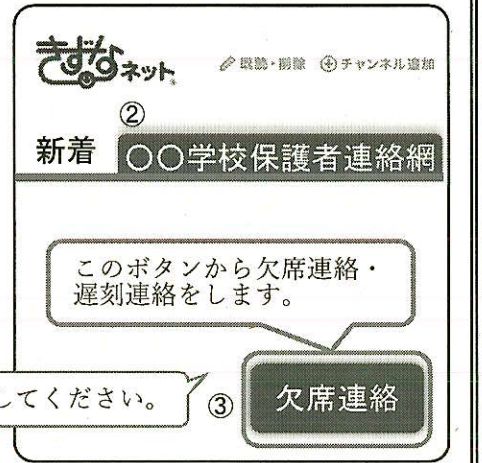 きずなネット
既読・削除 チャンネル追加
②
新着 ○○学校保護者連絡網
このボタンから欠席連絡・
遅刻連絡をします。
してください。 ③ 欠席連絡